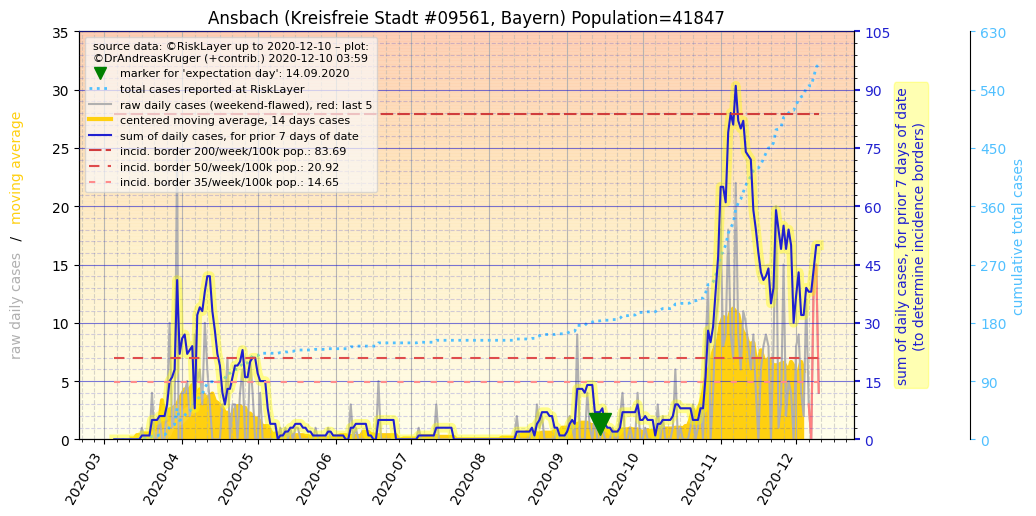 Ansbach (Kreisfreie Stadt #09561, Bayern) Population=41847
source data: ©RiskLayer up to 2020-12-10 – plot:
©DrAndreasKruger (+contrib.) 2020-12-10 03:59
marker for 'expectation day': 14.09.2020
total cases reported at RiskLayer
raw daily cases (weekend-flawed), red: last 5
centered moving average, 14 days cases
sum of daily cases, for prior 7 days of date
incid. border 200/week/100k pop.: 83.69
incid. border 50/week/100k pop.: 20.92
incid. border 35/week/100k pop.: 14.65
raw daily cases / moving average
35
30
25
20
15
10
5
0
2020-03
2020-04
2020-05
2020-06
2020-07
2020-08
2020-09
2020-10
2020-11
2020-12
105
90
75
60
45
30
15
0
sum of daily cases, for prior 7 days of date
(to determine incidence borders)
630
540
450
360
270
180
90
0
cumulative total cases